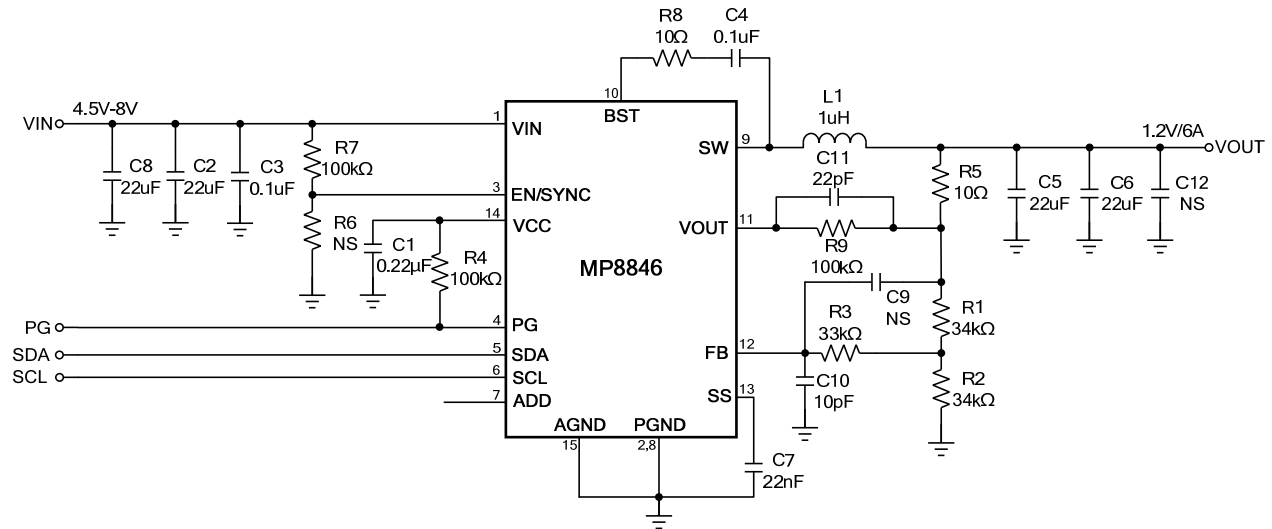 R8
10Ω
C4
0.1uF
10
BST
VIN
4.5V-8V
1
VIN
C8
22uF
C2
22uF
C3
0.1uF
R7
100kΩ
3
EN/SYNC
R6
NS
14
VCC
C1
0.22µF
R4
100kΩ
PG
4
PG
SDA
5
SDA
SCL
6
SCL
7
ADD
MP8846
AGND
15
PGND
2,8
SW
9
L1
1uH
C11
22pF
VOUT
11
R9
100kΩ
R5
10Ω
1.2V/6A
VOUT
C5
22uF
C6
22uF
C12
NS
C9
NS
R3
33kΩ
R1
34kΩ
FB
12
C10
10pF
R2
34kΩ
SS
13
C7
22nF